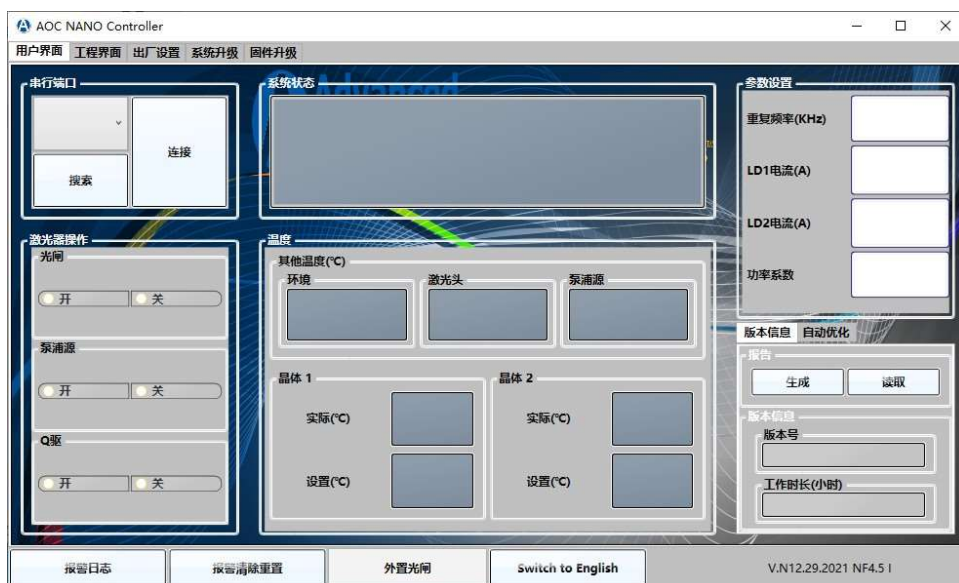 AOC NANO Controller
用户界面 工程界面 出厂设置 系统升级 固件升级
串行端口
连接
搜索
系统状态
Advanced
参数设置
重复频率(KHz)
LD1电流(A)
LD2电流(A)
功率系数
激光器操作
光闸
开 关
泵浦源
开 关
Q驱
开 关
温度
其他温度(℃)
环境 激光头 泵浦源
晶体 1
实际(℃)
设置(℃)
晶体 2
实际(℃)
设置(℃)
版本信息 自动优化
报告
生成 读取
版本信息
版本号
工作时长(小时)
报警日志 报警清除重置 外置光闸 Switch to English V.N12.29.2021 NF4.5 I